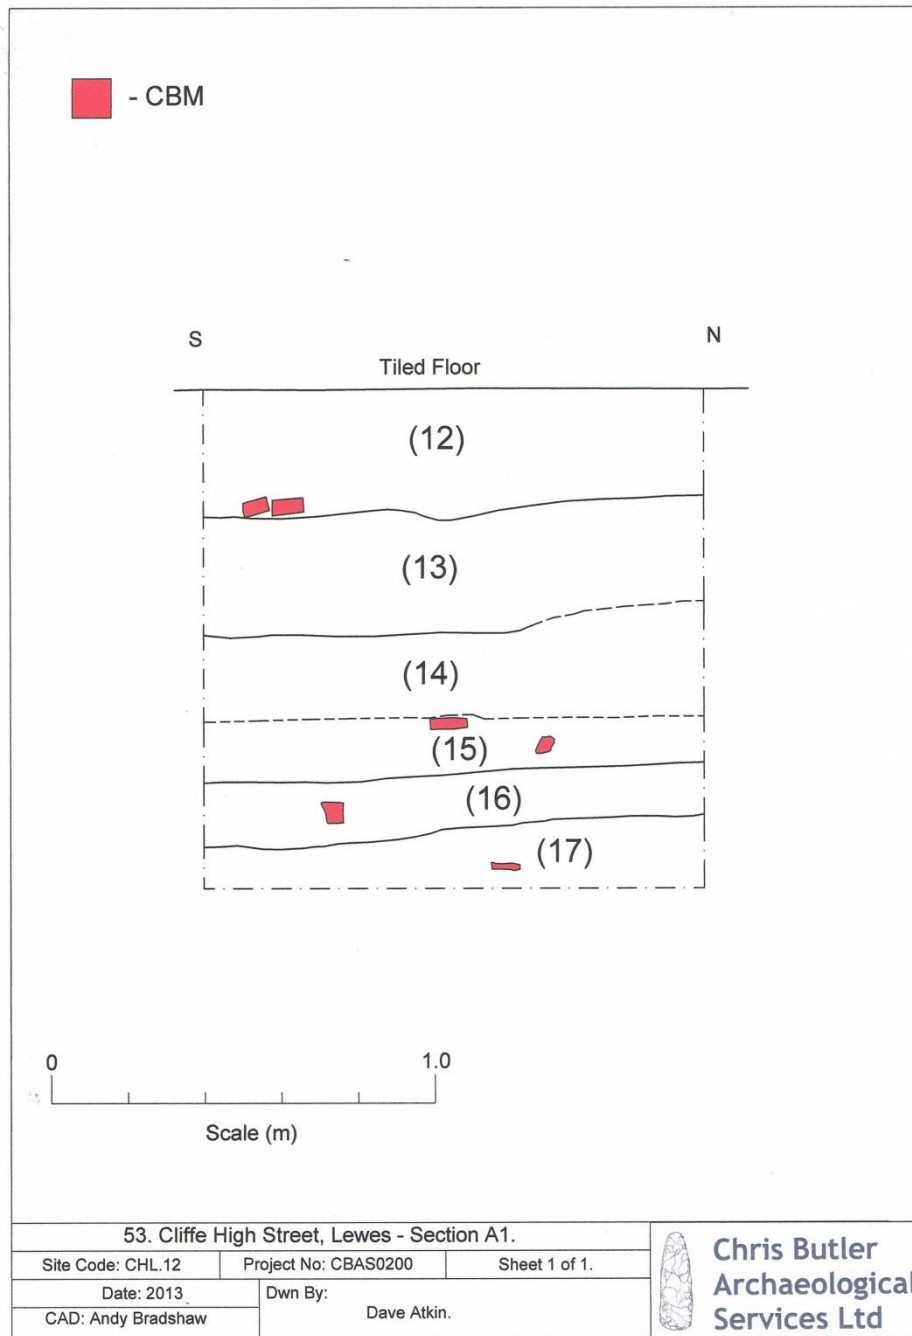 - CBM
S
N
Tiled Floor
(12)
(13)
(14)
(15)
(16)
(17)
0
1.0
Scale (m)
53. Cliffe High Street, Lewes - Section A1.
Site Code: CHL.12
Project No: CBAS0200
Sheet 1 of 1.
Date: 2013
Dwn By:
CAD: Andy Bradshaw
Dave Atkin.
Chris Butler
Archaeological
Services Ltd